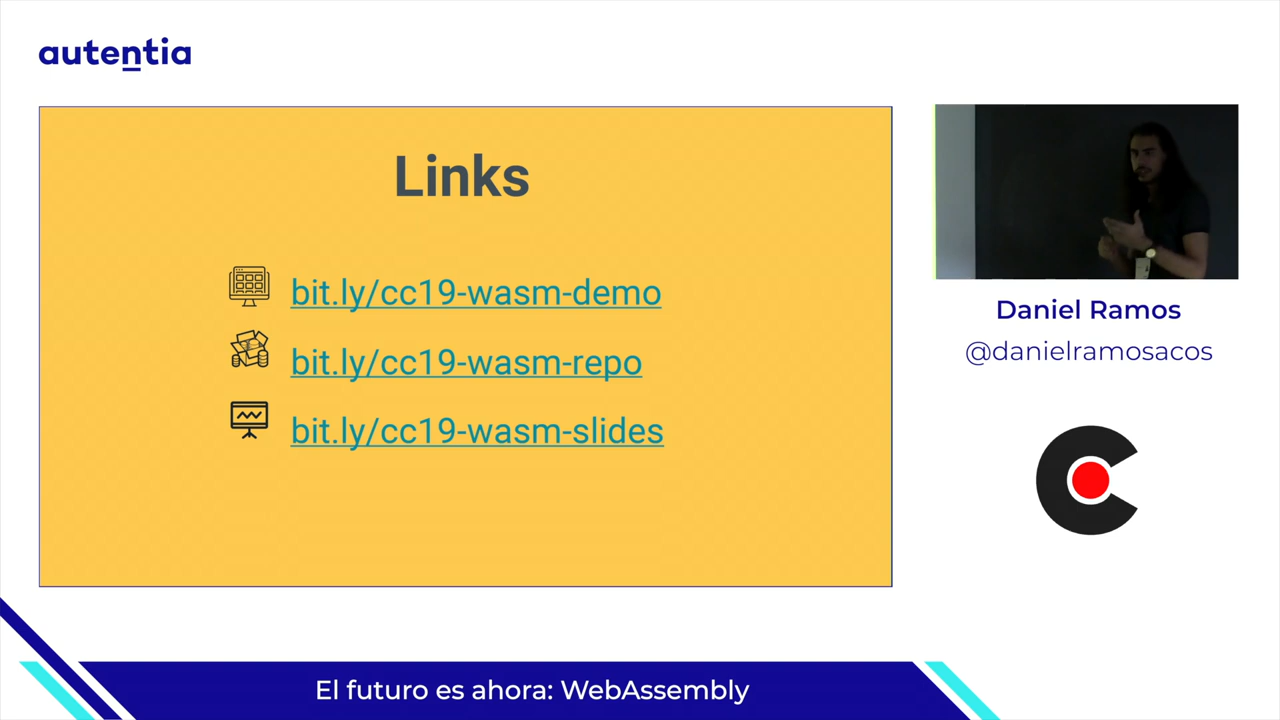 autentia
Links
bit.ly/cc19-wasm-demo
bit.ly/cc19-wasm-repo
bit.ly/cc19-wasm-slides
Daniel Ramos
@danielramosacos
El futuro es ahora: WebAssembly